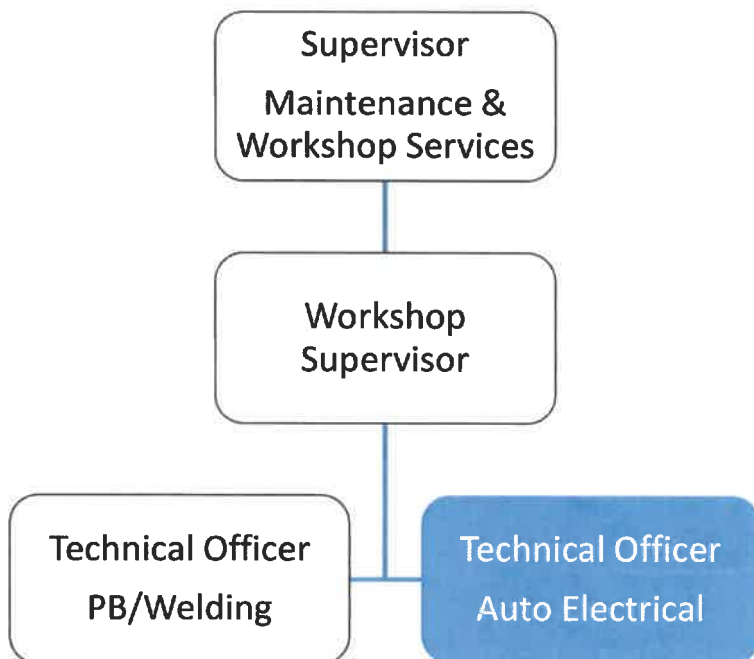 Supervisor
Maintenance &
Workshop Services
Workshop
Supervisor
Technical Officer
PB/Welding
Technical Officer
Auto Electrical